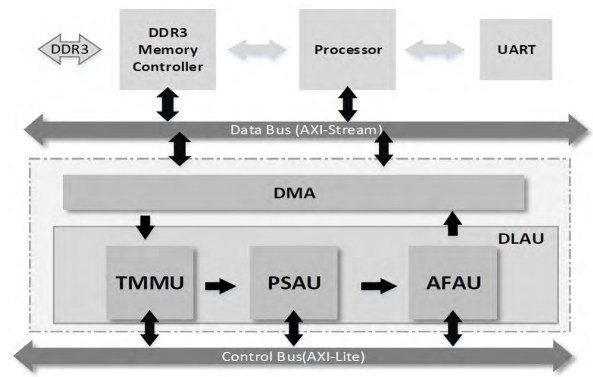 DDR3
DDR3
Memory
Controller
Processor
UART
Data Bus (AXI-Stream)
DMA
DLAU
TMMU
PSAU
AFAU
Control Bus(AXI-Lite)